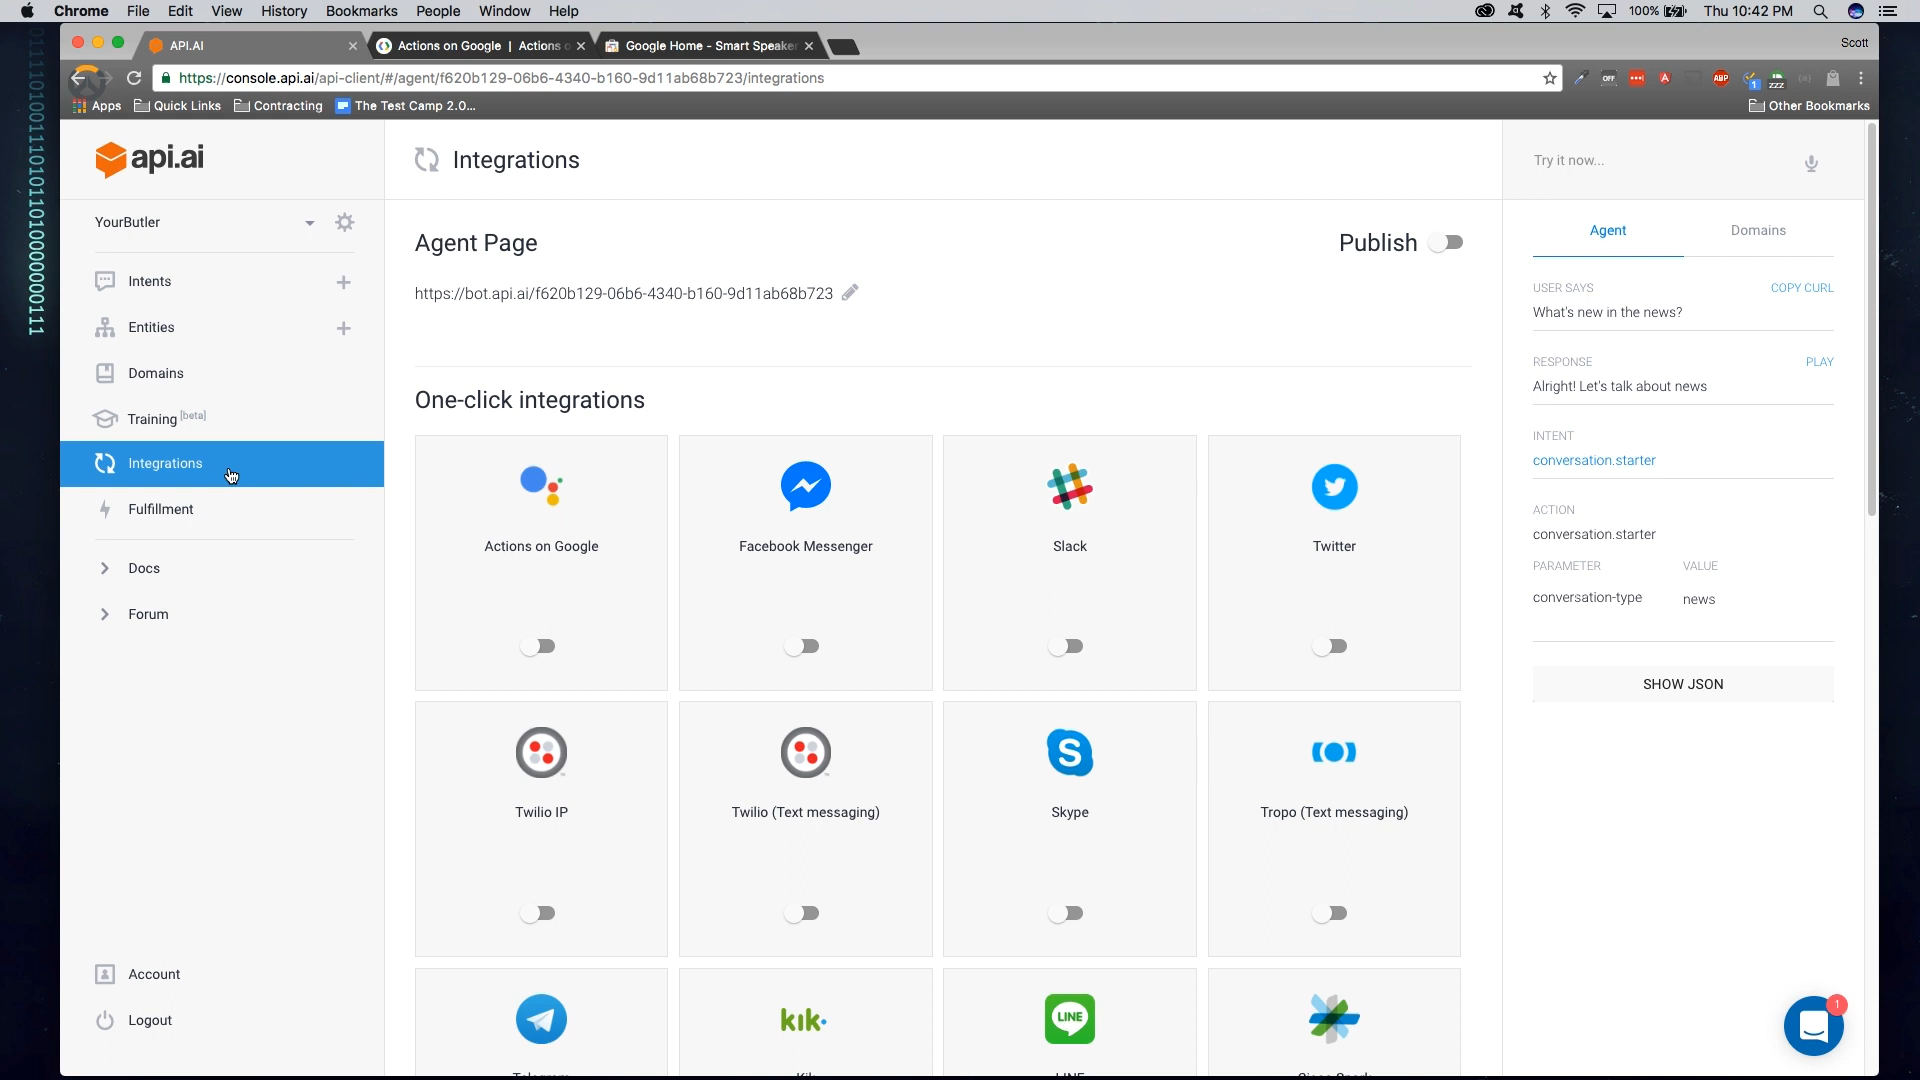 Chrome File Edit View History Bookmarks People Window Help 100% Thu 10:42 PM
API.AI Actions on Google | Actions o Google Home - Smart Speaker Scott
https://console.api.ai/api-client/#/agent/f620b129-06b6-4340-b160-9d11ab68b723/integrations OFF ABP 1 zzz
Apps Quick Links Contracting The Test Camp 2.0... Other Bookmarks
api.ai
YourButler
Intents
Entities
Domains
Training [beta]
Integrations
Fulfillment
Docs
Forum
Account
Logout
Integrations
Agent Page
Publish
https://bot.api.ai/f620b129-06b6-4340-b160-9d11ab68b723
One-click integrations
Actions on Google
Facebook Messenger
Slack
Twitter
Twilio IP
Twilio (Text messaging)
Skype
Tropo (Text messaging)
kik
LINE
Try it now...
Agent Domains
USER SAYS COPY CURL
What's new in the news?
RESPONSE PLAY
Alright! Let's talk about news
INTENT
conversation.starter
ACTION
conversation.starter
PARAMETER VALUE
conversation-type news
SHOW JSON
1